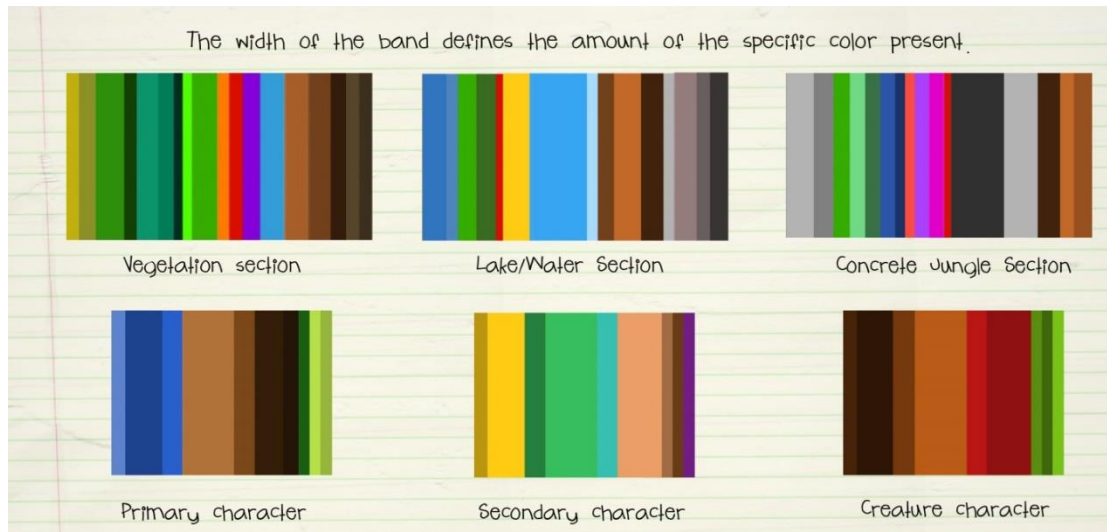 The width of the band defines the amount of the specific color present.
Vegetation section
Lake/Water Section
Concrete Jungle Section
Primary character
Secondary character
Creature character